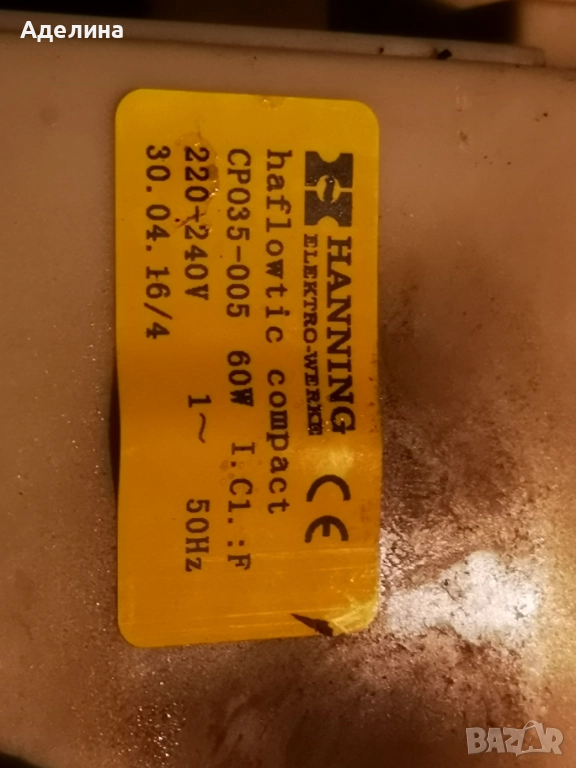 Аделина
HANNING
ELEKTRO-WERKE
CE
haflowtic compact
CP035-005 60W I.Cl.:F
220-240V 1~ 50Hz
30.04.16/4
BAZAR